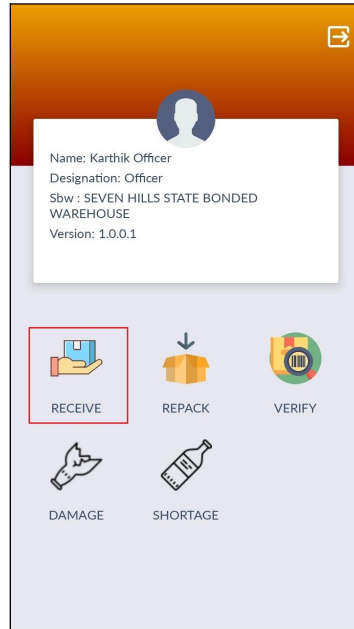 Name: Karthik Officer
Designation: Officer
Sbw : SEVEN HILLS STATE BONDED
WAREHOUSE
Version: 1.0.0.1
RECEIVE
REPACK
VERIFY
DAMAGE
SHORTAGE